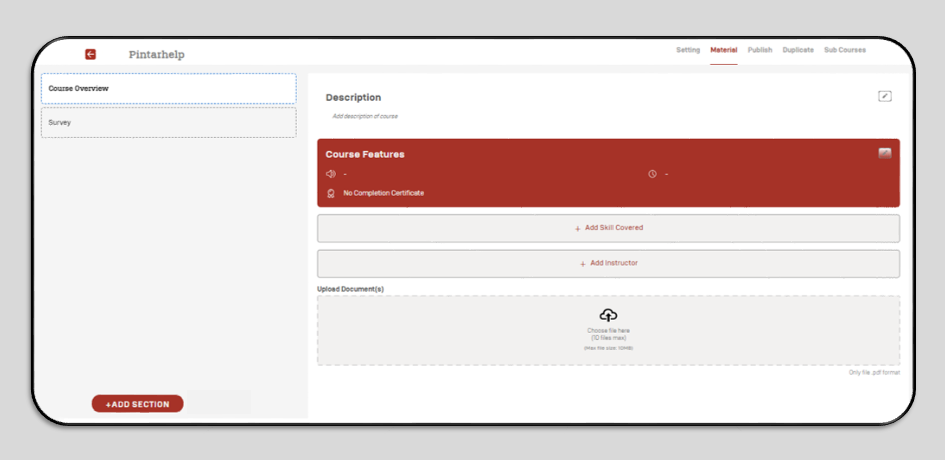 Pintarhelp
Setting Material Publish Duplicate Sub Courses
Course Overview
Survey
+ADD SECTION
Description
Add description of course
Course Features
-
-
No Completion Certificate
+ Add Skill Covered
+ Add Instructor
Upload Document(s)
Choose file here
(10 files max)
(Max file size: 10MB)
Only file .pdf format